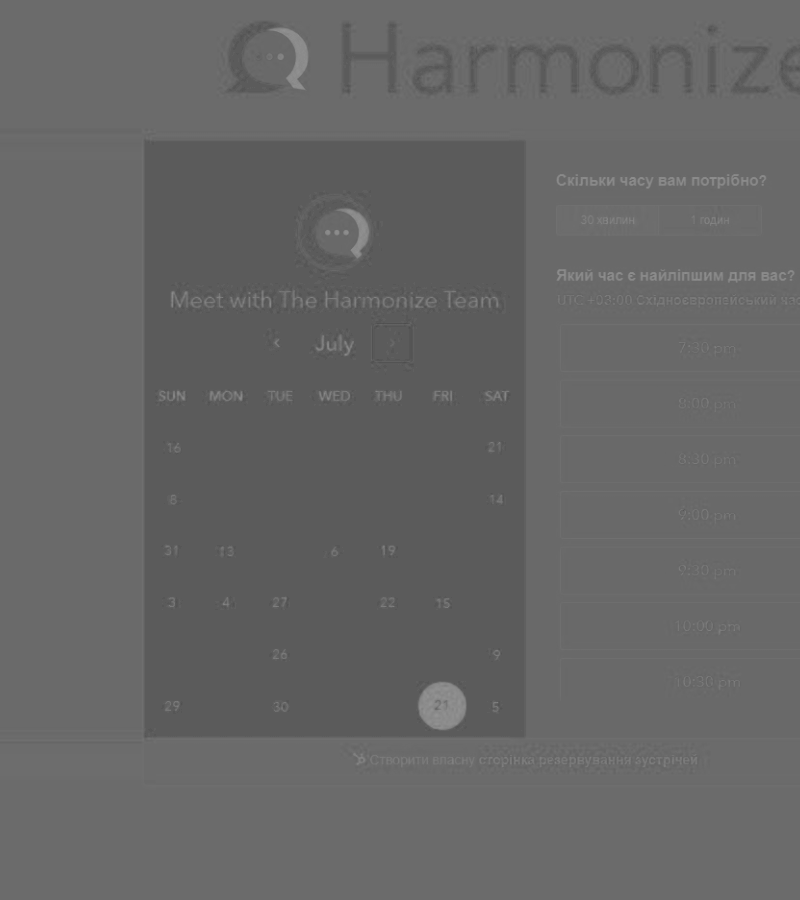 Harmonize
Meet with The Harmonize Team
‹ July ›
SUN MON TUE WED THU FRI SAT
16 21
8 14
31 13 6 19
3 4 27 22 15
26 9
29 30 21 5
Скільки часу вам потрібно?
30 хвилин 1 годин
Який час є найліпшим для вас?
UTC +03:00 Східноєвропейський
7:30 pm
8:00 pm
8:30 pm
9:00 pm
9:30 pm
10:00 pm
10:30 pm
Створити власну сторінка резервування зустрічей